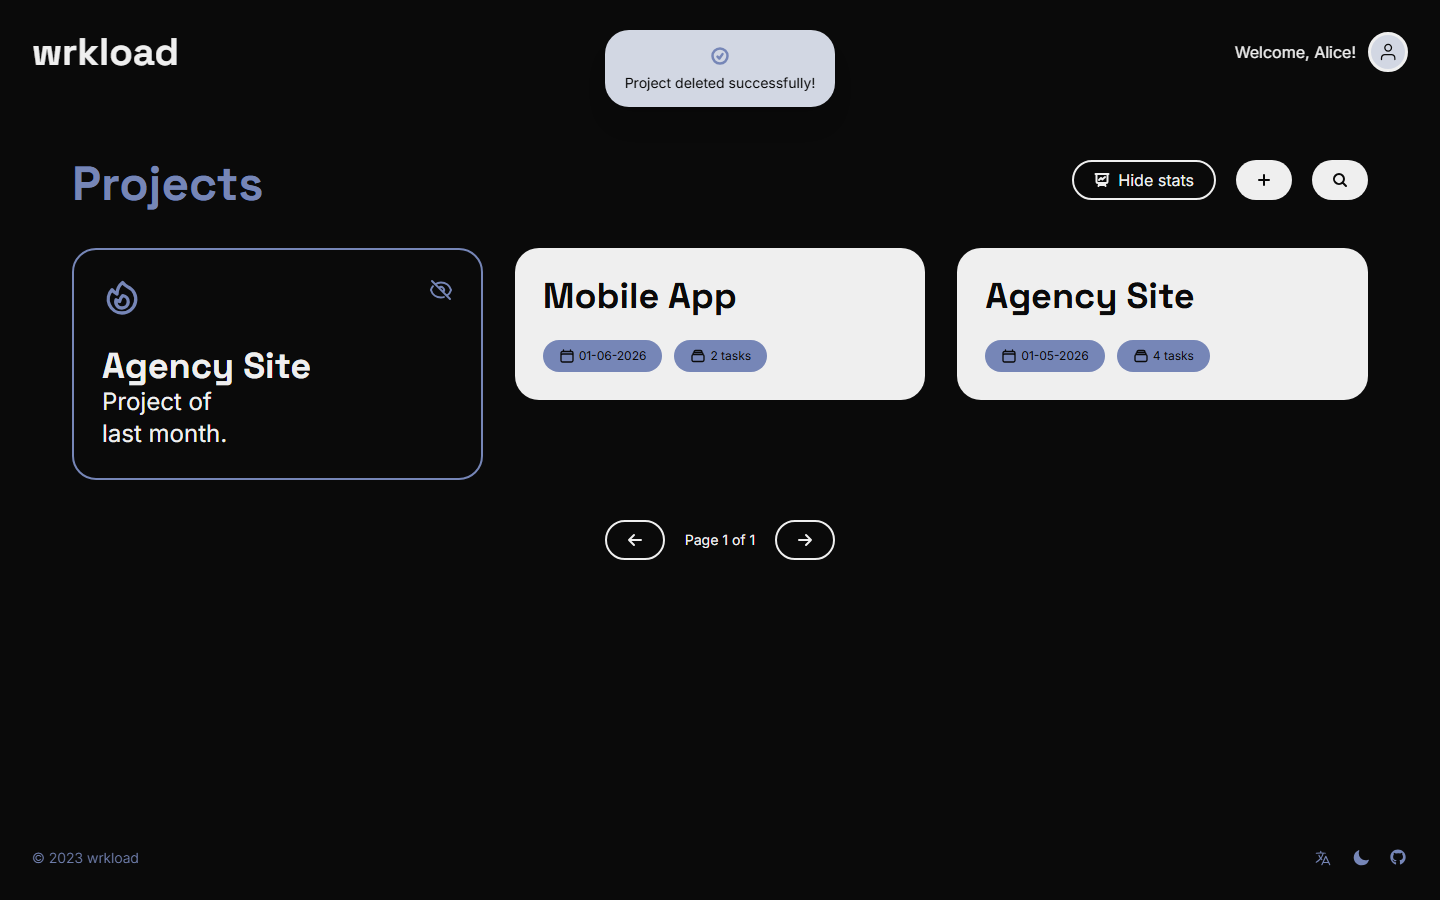 wrkload
Project deleted successfully!
Welcome, Alice!
Projects
Hide stats
Agency Site
Project of
last month.
Mobile App
01-06-2026
2 tasks
Agency Site
01-05-2026
4 tasks
Page 1 of 1
© 2023 wrkload